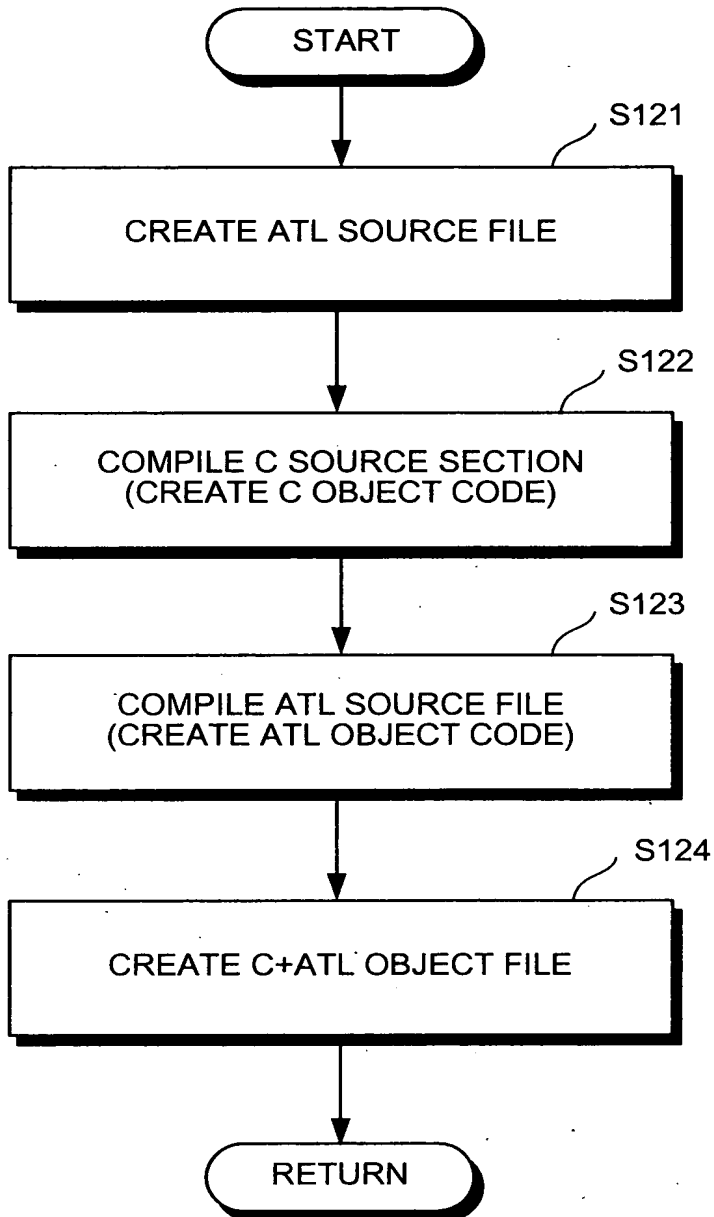 START
S121
CREATE ATL SOURCE FILE
S122
COMPILE C SOURCE SECTION
(CREATE C OBJECT CODE)
S123
COMPILE ATL SOURCE FILE
(CREATE ATL OBJECT CODE)
S124
CREATE C+ATL OBJECT FILE
RETURN